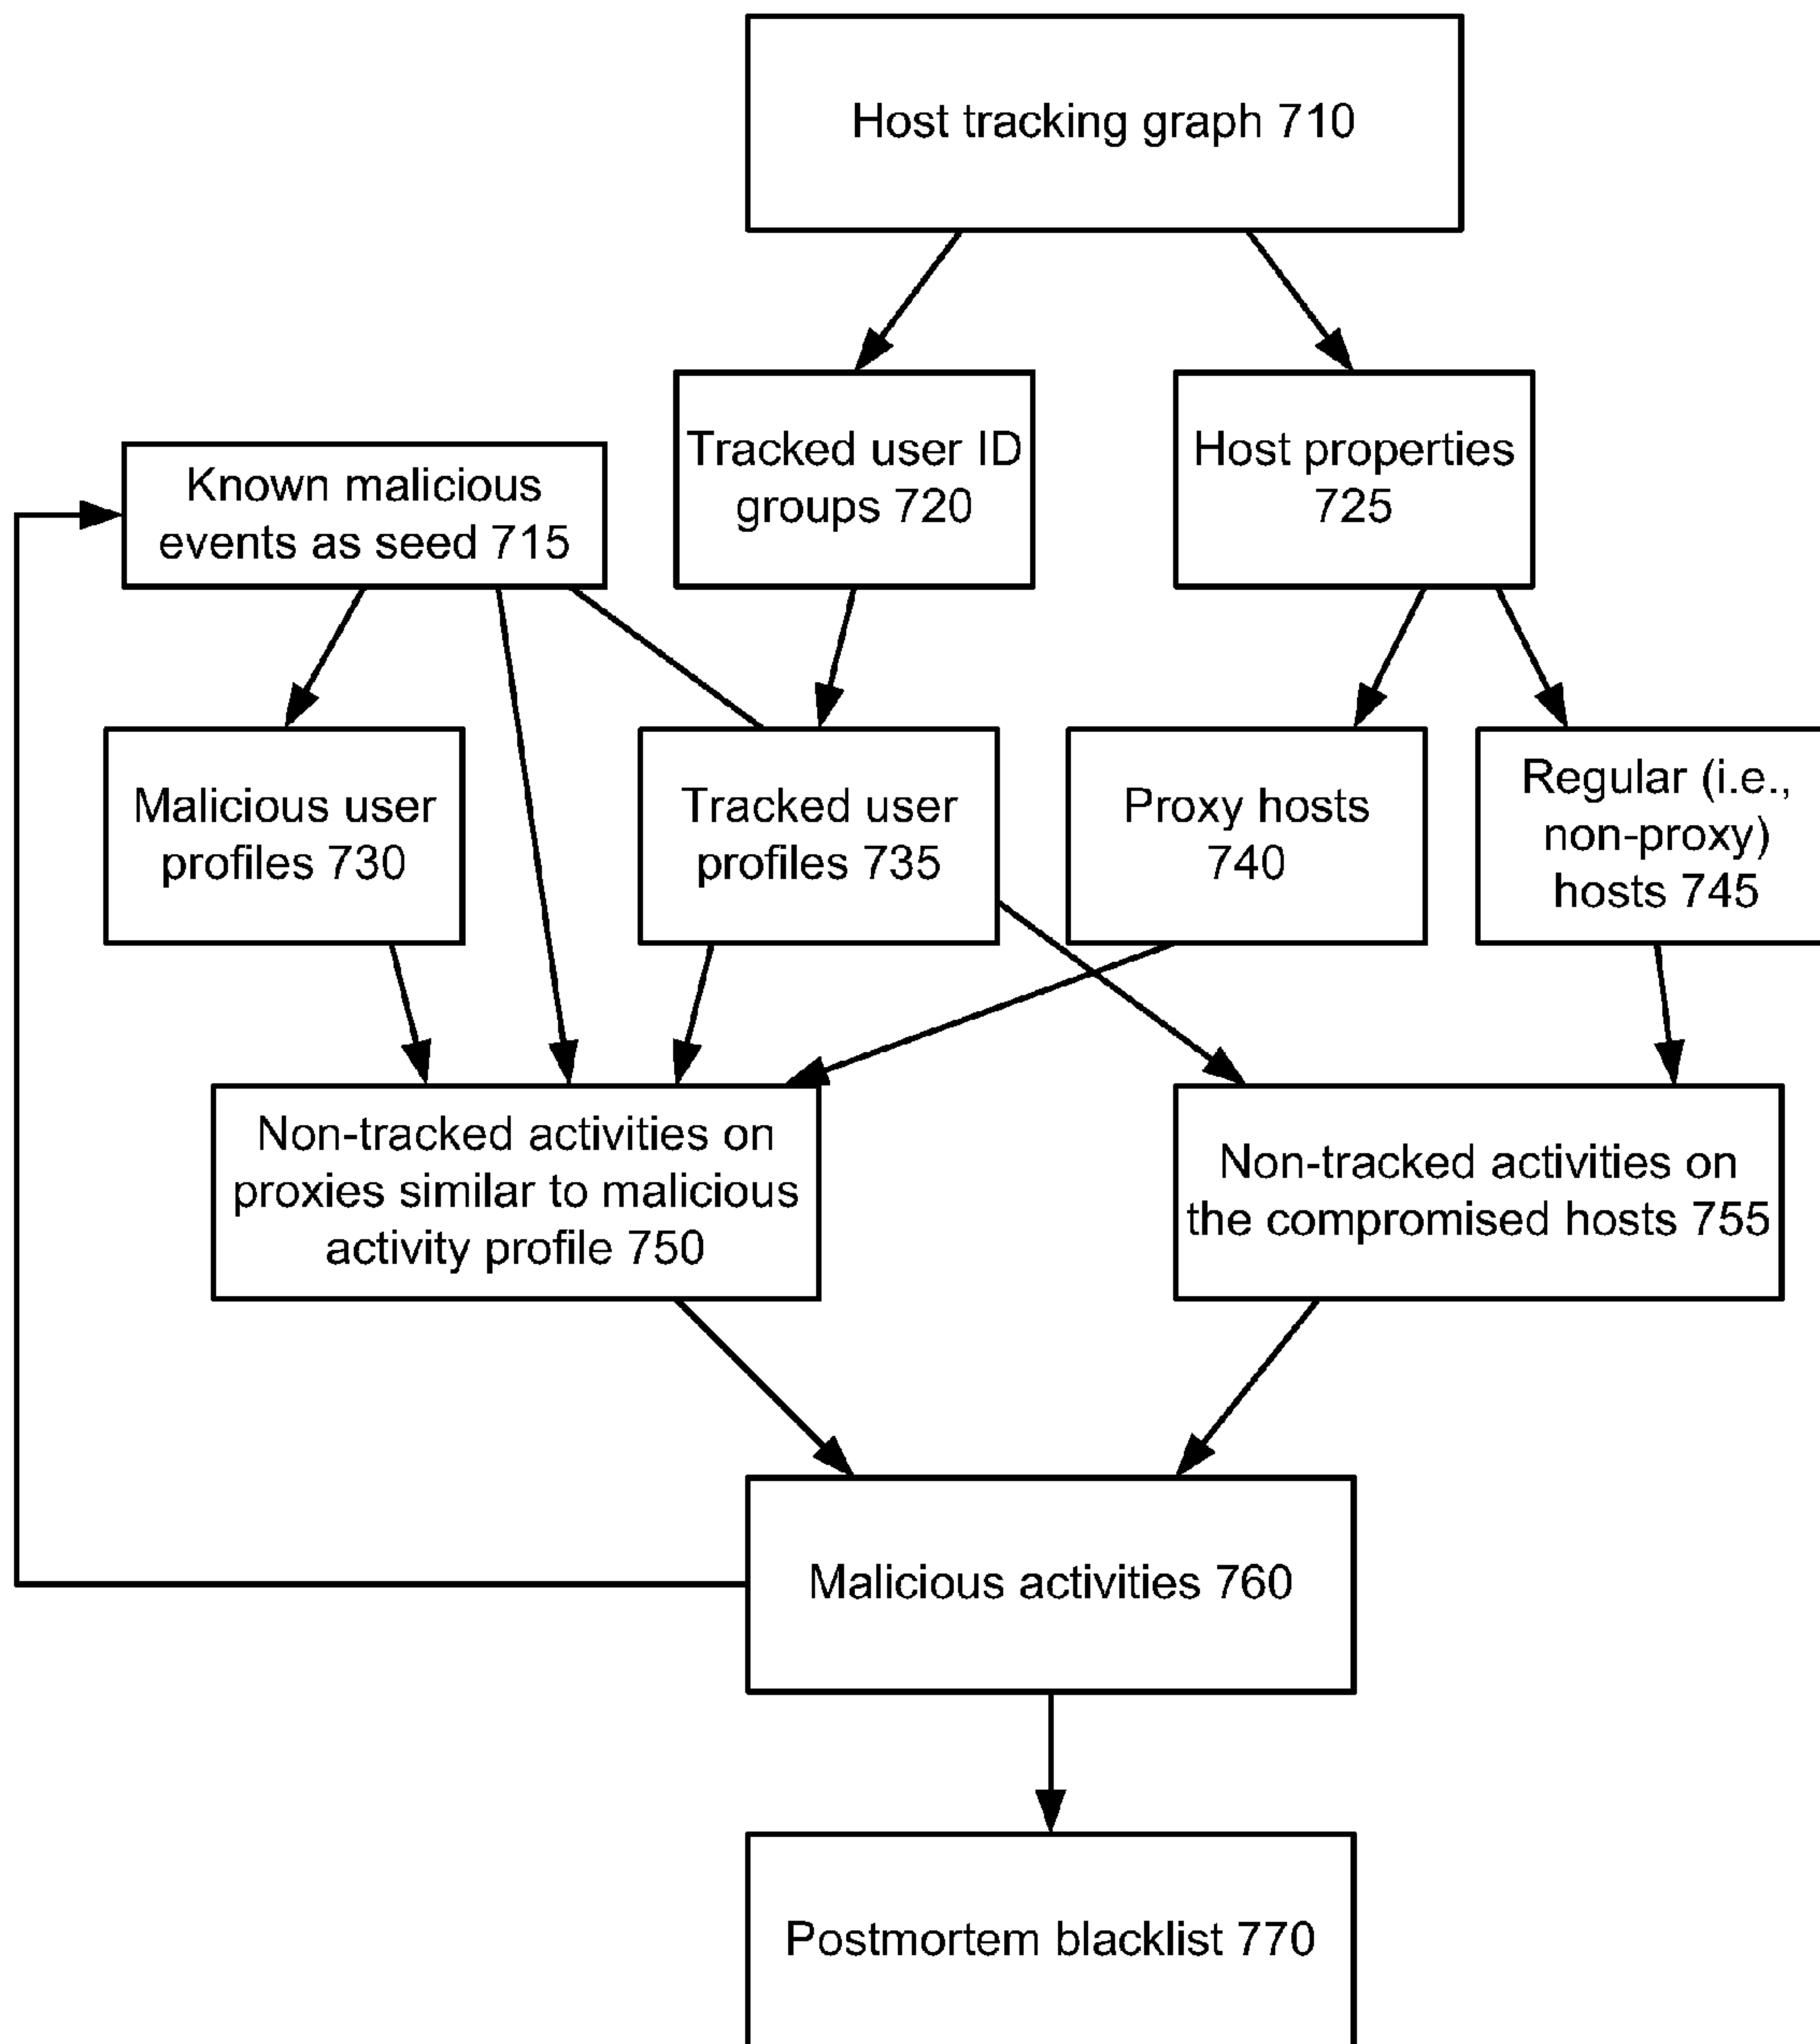 Host tracking graph 710
Tracked user ID
groups 720
Host properties
725
Known malicious
events as seed 715
Malicious user
profiles 730
Tracked user
profiles 735
Proxy hosts
740
Regular (i.e.,
non-proxy)
hosts 745
Non-tracked activities on
proxies similar to malicious
activity profile 750
Non-tracked activities on
the compromised hosts 755
Malicious activities 760
Postmortem blacklist 770